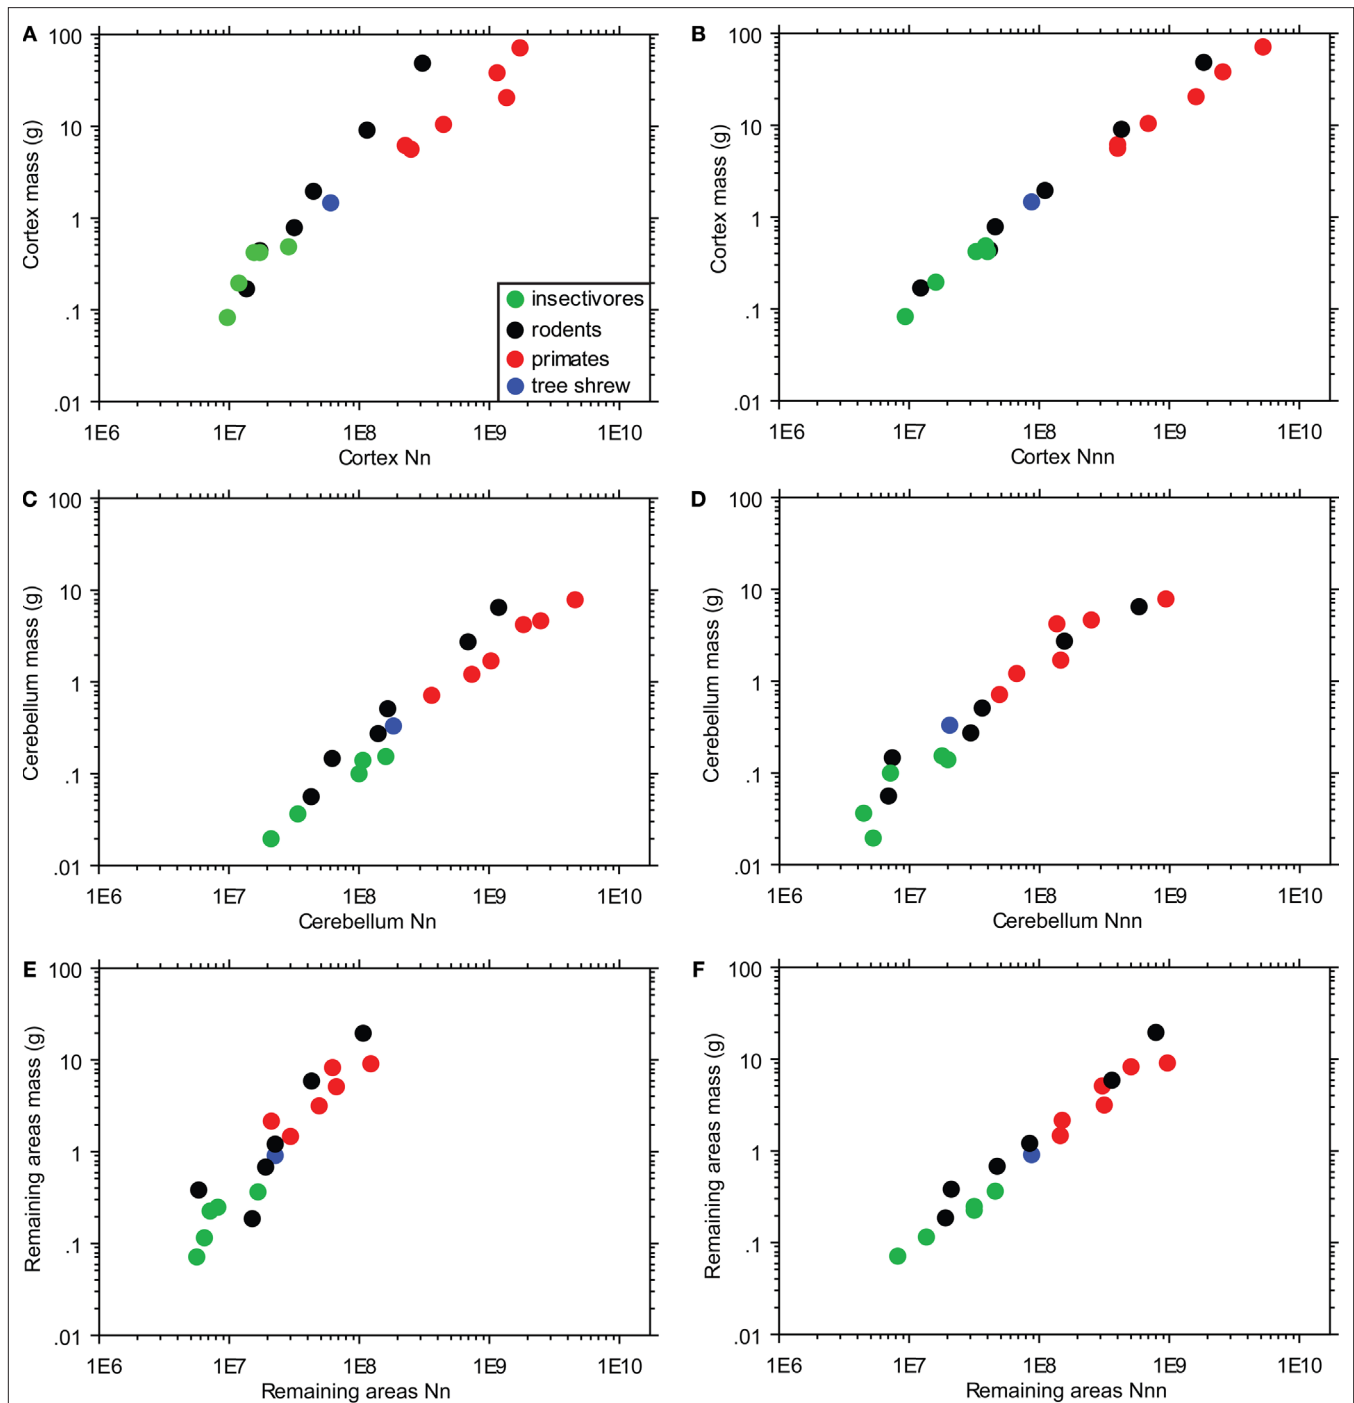 A
100
10
1
.1
.01
Cortex mass (g)
1E6 1E7 1E8 1E9 1E10
Cortex Nn
insectivores
rodents
primates
tree shrew
B
100
10
1
.1
.01
Cortex mass (g)
1E6 1E7 1E8 1E9 1E10
Cortex Nnn
C
100
10
1
.1
.01
Cerebellum mass (g)
1E6 1E7 1E8 1E9 1E10
Cerebellum Nn
D
100
10
1
.1
.01
Cerebellum mass (g)
1E6 1E7 1E8 1E9 1E10
Cerebellum Nnn
E
100
10
1
.1
.01
Remaining areas mass (g)
1E6 1E7 1E8 1E9 1E10
Remaining areas Nn
F
100
10
1
.1
.01
Remaining areas mass (g)
1E6 1E7 1E8 1E9 1E10
Remaining areas Nnn